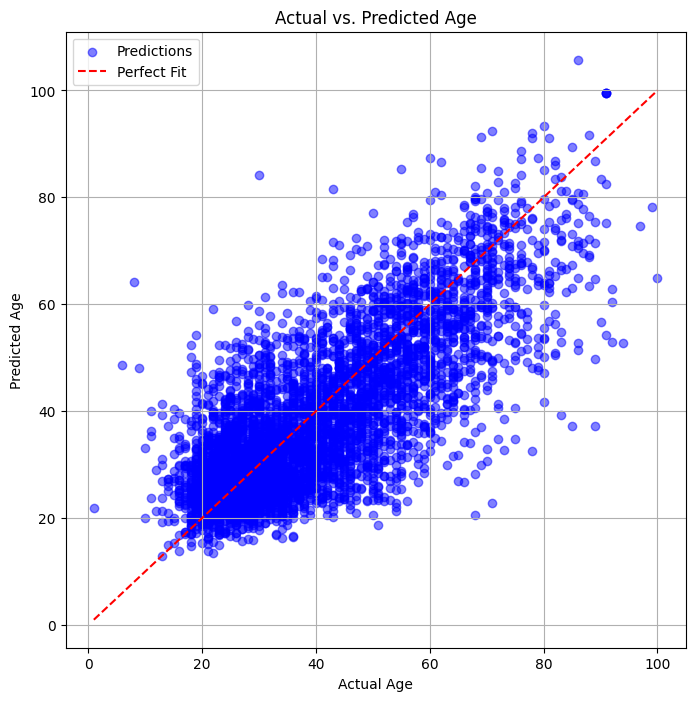 Actual vs. Predicted Age
Predictions
Perfect Fit
100
80
60
40
20
0
Predicted Age
0 20 40 60 80 100
Actual Age